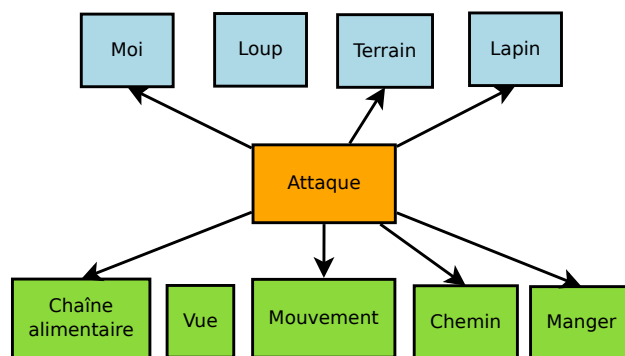 Moi
Loup
Terrain
Lapin
Attaque
Chaîne
alimentaire
Vue
Mouvement
Chemin
Manger